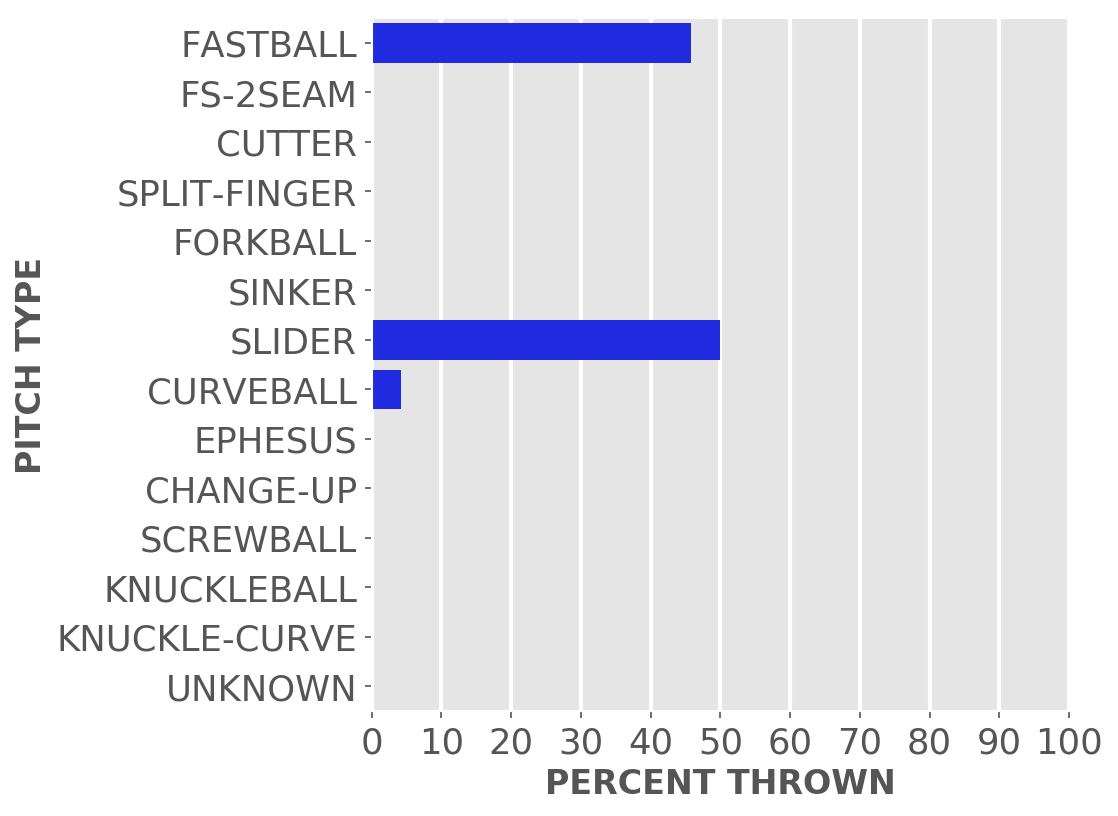 FASTBALL
FS-2SEAM
CUTTER
SPLIT-FINGER
FORKBALL
SINKER
SLIDER
CURVEBALL
EPHESUS
CHANGE-UP
SCREWBALL
KNUCKLEBALL
KNUCKLE-CURVE
UNKNOWN
PITCH TYPE
0 10 20 30 40 50 60 70 80 90 100
PERCENT THROWN